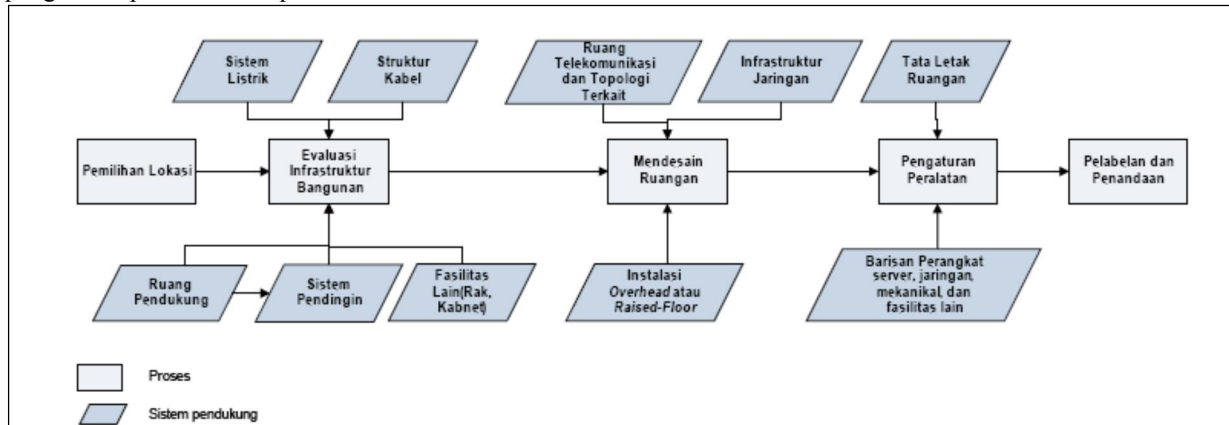 Sistem
Listrik
Struktur
Kabel
Ruang
Telekomunikasi
dan Topologi
Terkait
Infrastruktur
Jaringan
Tata Letak
Ruangan
Pemilihan Lokasi
Evaluasi
Infrastruktur
Bangunan
Mendesain
Ruangan
Pengaturan
Peralatan
Pelabelan dan
Penandaan
Ruang
Pendukung
Sistem
Pendingin
Fasilitas
Lain(Rak,
Kabnet)
Instalasi
Overhead atau
Raised-Floor
Barisan Perangkat
server, jaringan,
mekanikal, dan
fasilitas lain
Proses
Sistem pendukung